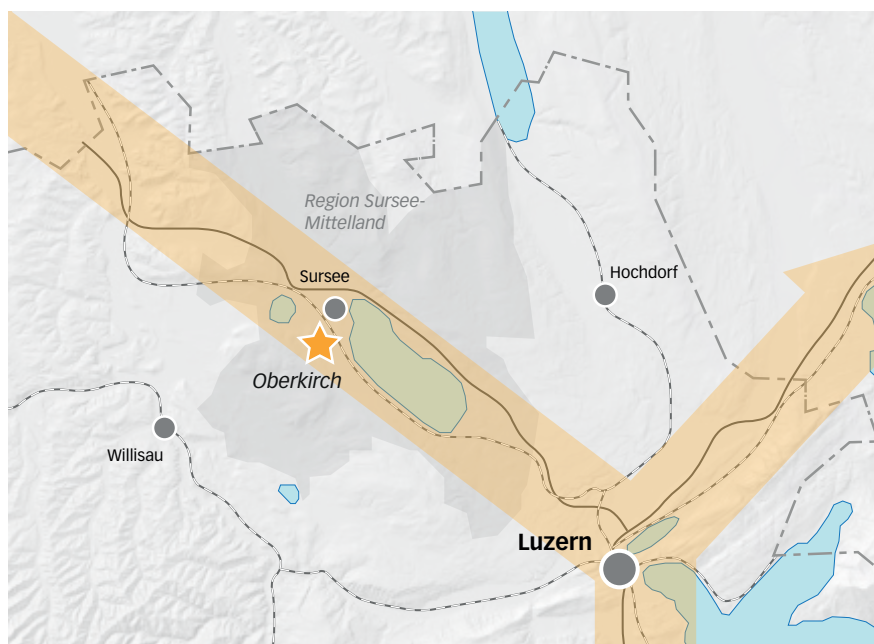 Region Sursee-
Mittelland
Sursee
Hochdorf
Oberkirch
Willisau
Luzern